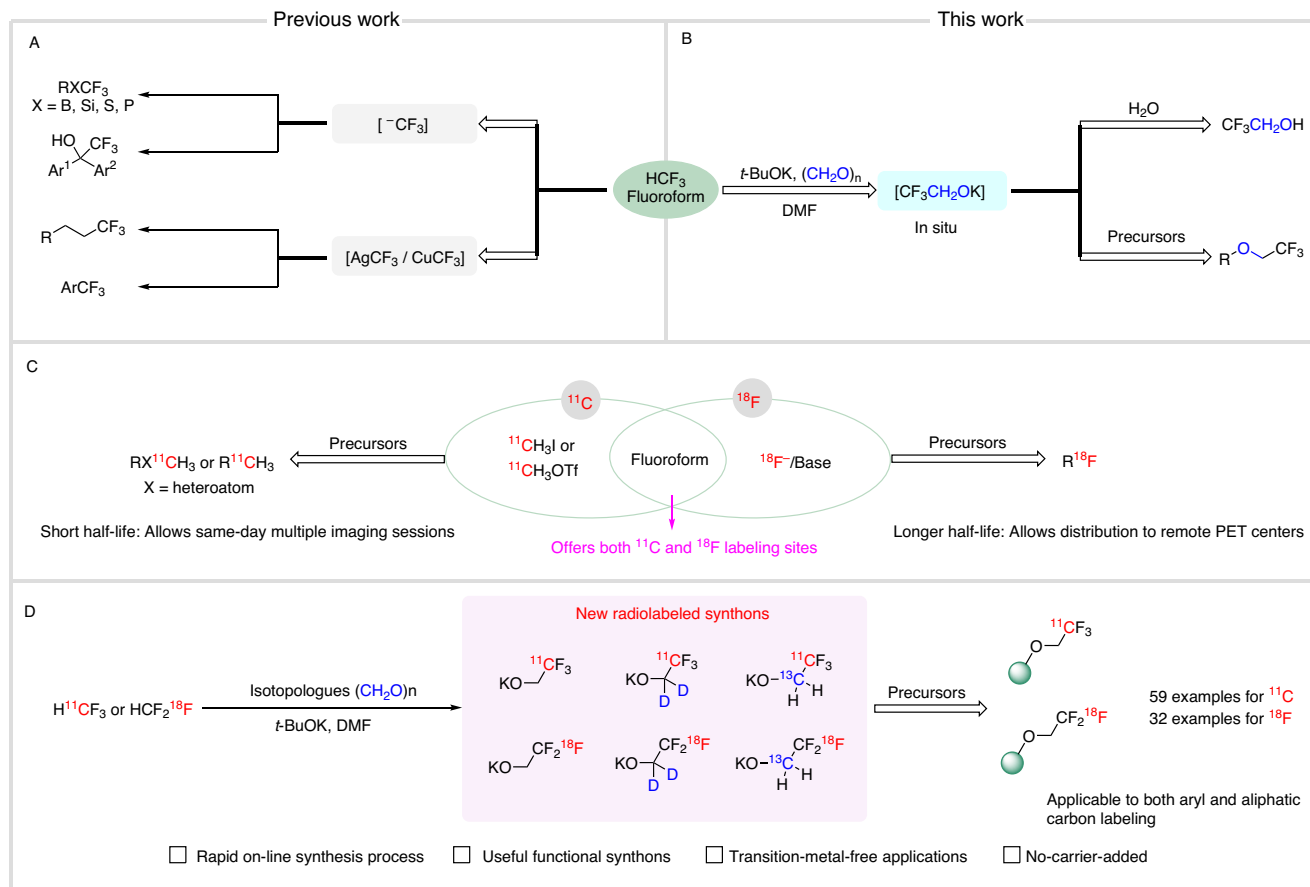 Previous work
This work
A
RXCF₃
X = B, Si, S, P
HO CF₃
Ar¹ Ar²
[⁻CF₃]
R CF₃
ArCF₃
[AgCF₃ / CuCF₃]
HCF₃
Fluoroform
B
t-BuOK, (CH₂O)ₙ
DMF
[CF₃CH₂OK]
In situ
H₂O
CF₃CH₂OH
Precursors
R O CF₃
C
¹¹C
¹⁸F
Precursors
RX¹¹CH₃ or R¹¹CH₃
X = heteroatom
¹¹CH₃I or
¹¹CH₃OTf
Fluoroform
¹⁸F⁻/Base
Precursors
R¹⁸F
Short half-life: Allows same-day multiple imaging sessions
Offers both ¹¹C and ¹⁸F labeling sites
Longer half-life: Allows distribution to remote PET centers
D
H¹¹CF₃ or HCF₂¹⁸F
Isotopologues (CH₂O)n
t-BuOK, DMF
New radiolabeled synthons
KO ¹¹CF₃
KO ¹¹CF₃ D D
KO ¹³C ¹¹CF₃ H H
KO CF₂¹⁸F
KO CF₂¹⁸F D D
KO ¹³C CF₂¹⁸F H H
Precursors
O ¹¹CF₃
O CF₂¹⁸F
59 examples for ¹¹C
32 examples for ¹⁸F
Applicable to both aryl and aliphatic
carbon labeling
Rapid on-line synthesis process
Useful functional synthons
Transition-metal-free applications
No-carrier-added